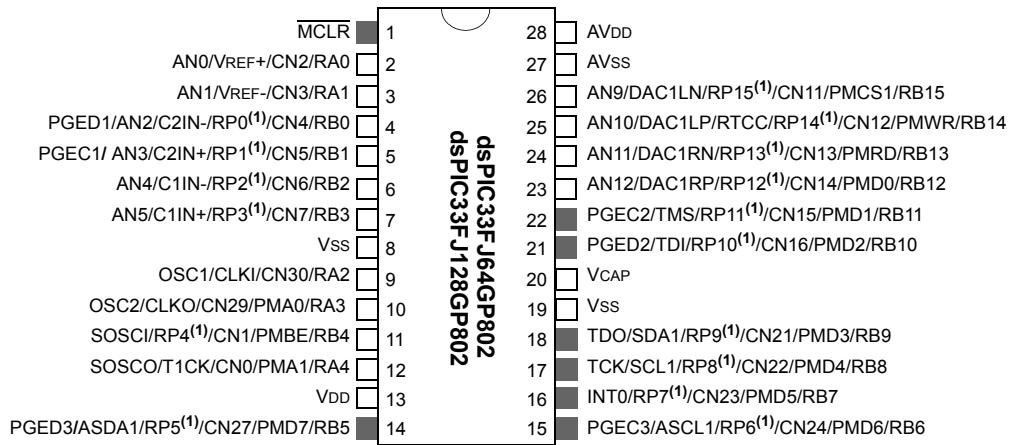 MCLR 1 28 AVDD
AN0/VREF+/CN2/RA0 2 27 AVSS
AN1/VREF-/CN3/RA1 3 26 AN9/DAC1LN/RP15(1)/CN11/PMCS1/RB15
PGED1/AN2/C2IN-/RP0(1)/CN4/RB0 4 25 AN10/DAC1LP/RTCC/RP14(1)/CN12/PMWR/RB14
PGEC1/ AN3/C2IN+/RP1(1)/CN5/RB1 5 24 AN11/DAC1RN/RP13(1)/CN13/PMRD/RB13
AN4/C1IN-/RP2(1)/CN6/RB2 6 23 AN12/DAC1RP/RP12(1)/CN14/PMD0/RB12
AN5/C1IN+/RP3(1)/CN7/RB3 7 22 PGEC2/TMS/RP11(1)/CN15/PMD1/RB11
VSS 8 21 PGED2/TDI/RP10(1)/CN16/PMD2/RB10
OSC1/CLKI/CN30/RA2 9 20 VCAP
OSC2/CLKO/CN29/PMA0/RA3 10 19 VSS
SOSCI/RP4(1)/CN1/PMBE/RB4 11 18 TDO/SDA1/RP9(1)/CN21/PMD3/RB9
SOSCO/T1CK/CN0/PMA1/RA4 12 17 TCK/SCL1/RP8(1)/CN22/PMD4/RB8
VDD 13 16 INT0/RP7(1)/CN23/PMD5/RB7
PGED3/ASDA1/RP5(1)/CN27/PMD7/RB5 14 15 PGEC3/ASCL1/RP6(1)/CN24/PMD6/RB6
dsPIC33FJ64GP802
dsPIC33FJ128GP802